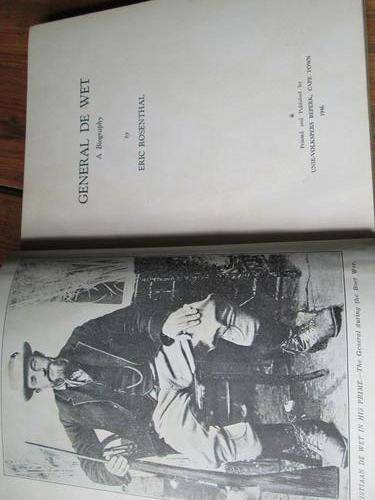 GENERAL DE WET
A Biography
by
ERIC ROSENTHAL
Printed and Published by
UNIE-VOLKSPERS BEPERK, CAPE TOWN
1946
ISTIAAN DE WET IN HIS PRIME.—The General during the Boer War.